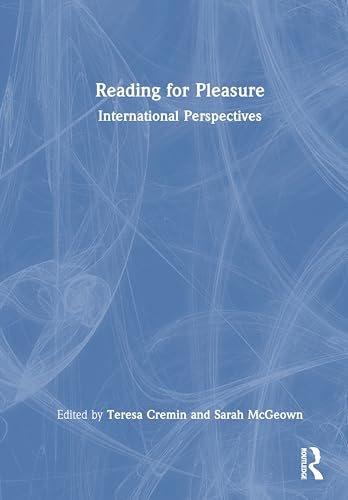 Reading for Pleasure
International Perspectives
Edited by Teresa Cremin and Sarah McGeown
ROUTLEDGE